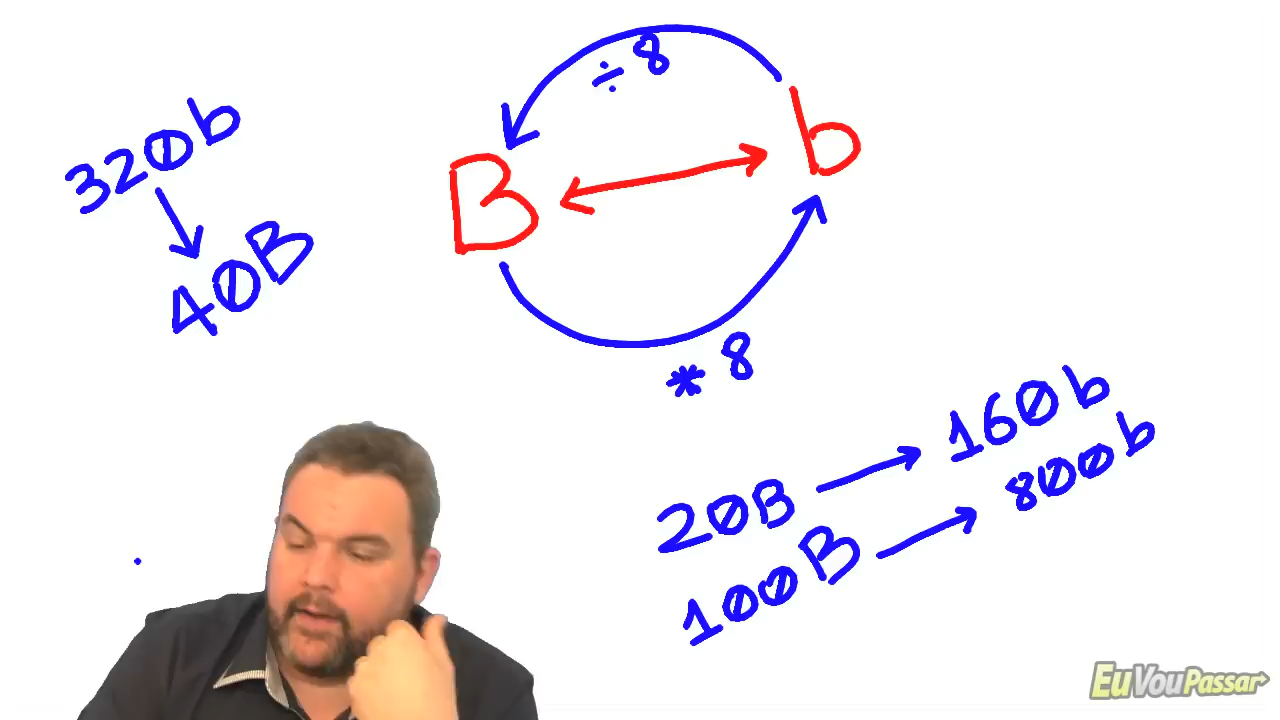 ÷ 8
320b
40B
B
b
* 8
20B → 160b
100B → 800b
EuVouPassar